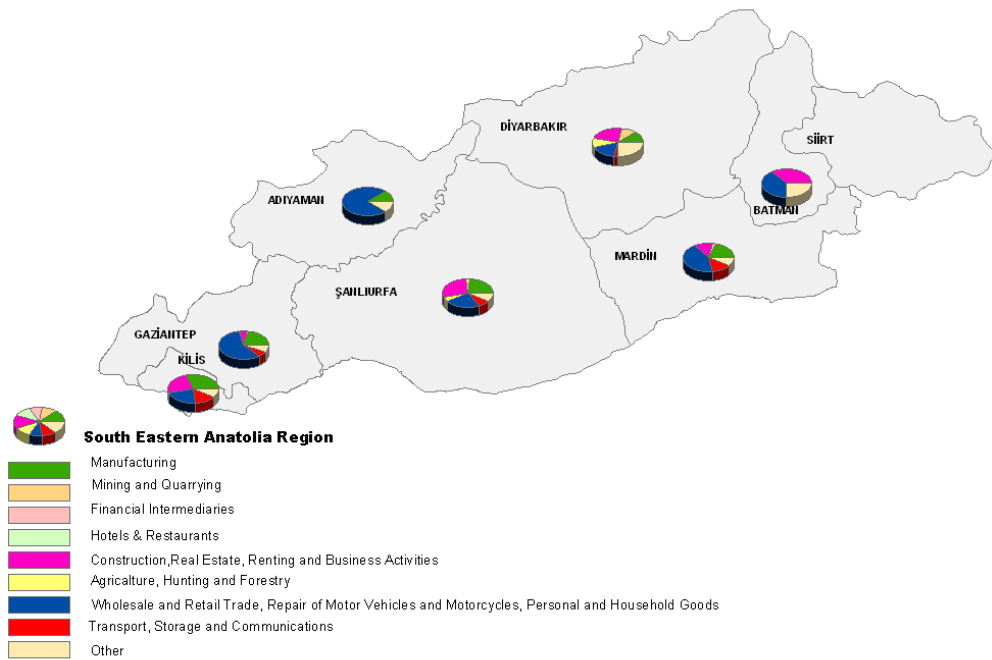 DİYARBAKIR
SİİRT
ADIYAMAN
BATMAN
MARDİN
ŞANLIURFA
GAZİANTEP
KİLİS
South Eastern Anatolia Region
Manufacturing
Mining and Quarrying
Financial Intermediaries
Hotels & Restaurants
Construction,Real Estate, Renting and Business Activities
Agricalture, Hunting and Forestry
Wholesale and Retail Trade, Repair of Motor Vehicles and Motorcycles, Personal and Household Goods
Transport, Storage and Communications
Other